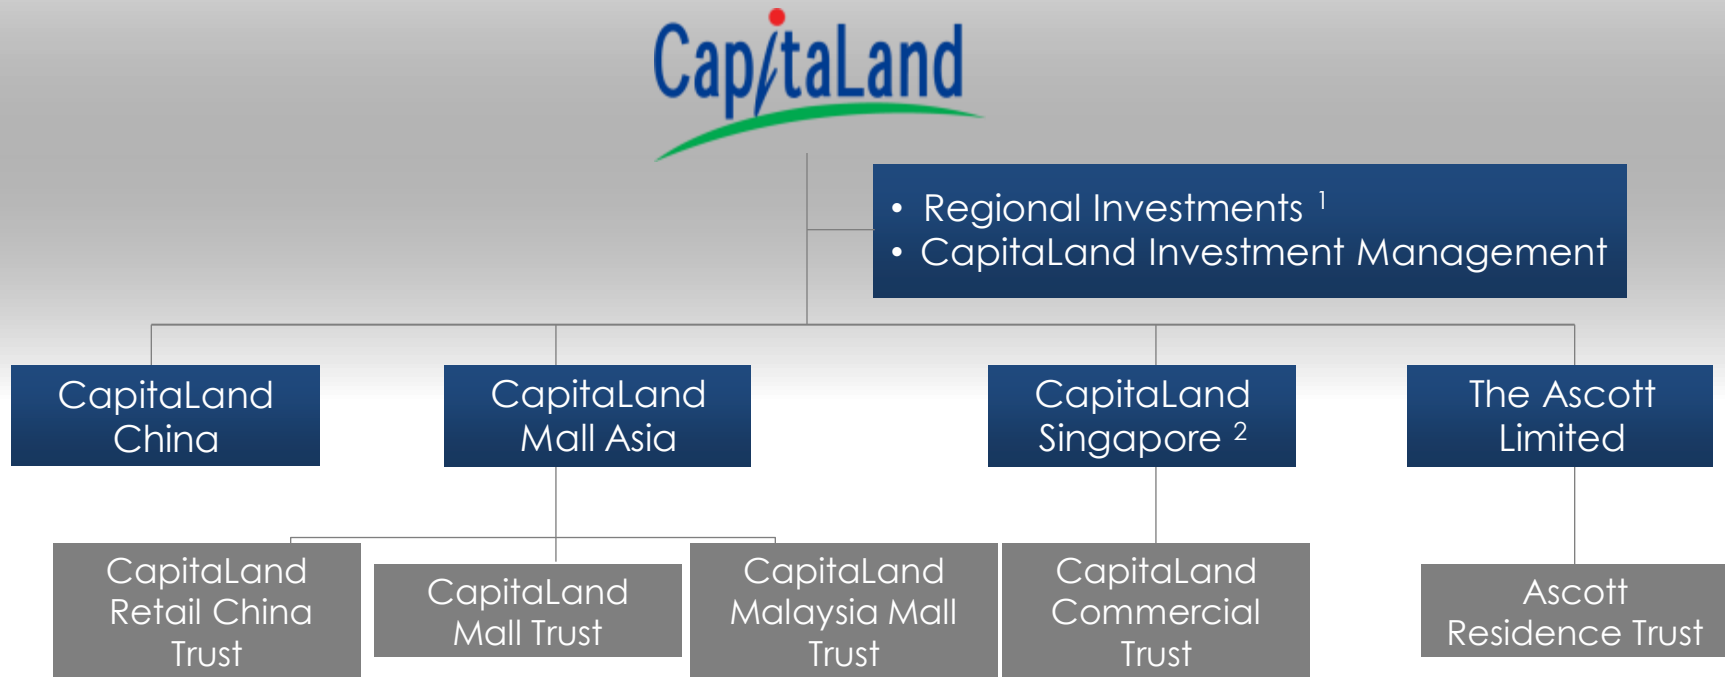 CapitaLand
• Regional Investments 1
• CapitaLand Investment Management
CapitaLand
China
CapitaLand
Mall Asia
CapitaLand
Singapore 2
The Ascott
Limited
CapitaLand
Retail China
Trust
CapitaLand
Mall Trust
CapitaLand
Malaysia Mall
Trust
CapitaLand
Commercial
Trust
Ascott
Residence Trust